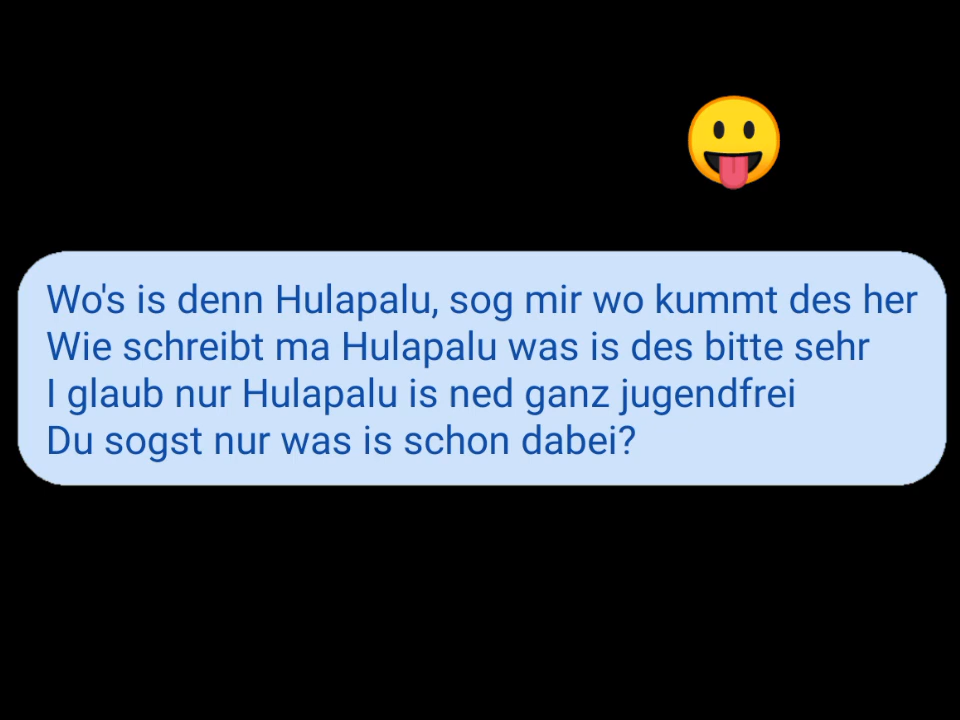 Wo's is denn Hulapalu, sog mir wo kummt des her
Wie schreibt ma Hulapalu was is des bitte sehr
I glaub nur Hulapalu is ned ganz jugendfrei
Du sogst nur was is schon dabei?